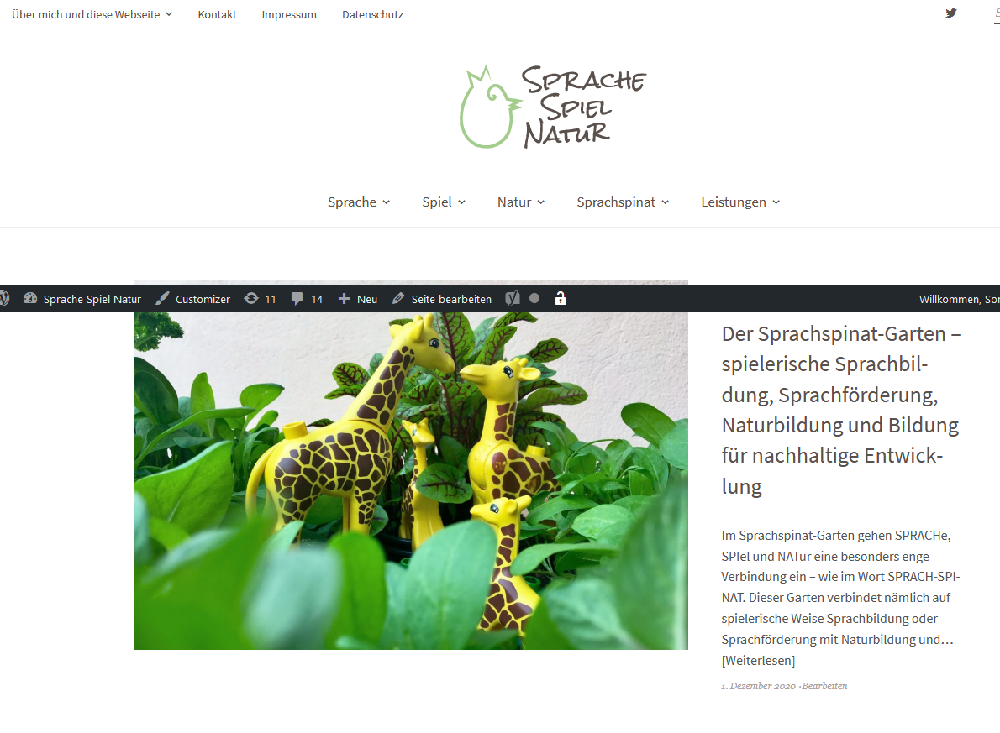 Über mich und diese Webseite Kontakt Impressum Datenschutz
SPRACHE
SPIEL
NATUR
Sprache Spiel Natur Sprachspinat Leistungen
Sprache Spiel Natur Customizer 11 14 Neu Seite bearbeiten Willkommen, Son
Der Sprachspinat-Garten –
spielerische Sprachbil-
dung, Sprachförderung,
Naturbildung und Bildung
für nachhaltige Entwick-
lung
Im Sprachspinat-Garten gehen SPRACHe,
SPIel und NATur eine besonders enge
Verbindung ein – wie im Wort SPRACH-SPI-
NAT. Dieser Garten verbindet nämlich auf
spielerische Weise Sprachbildung oder
Sprachförderung mit Naturbildung und…
[Weiterlesen]
1. Dezember 2020 · Bearbeiten